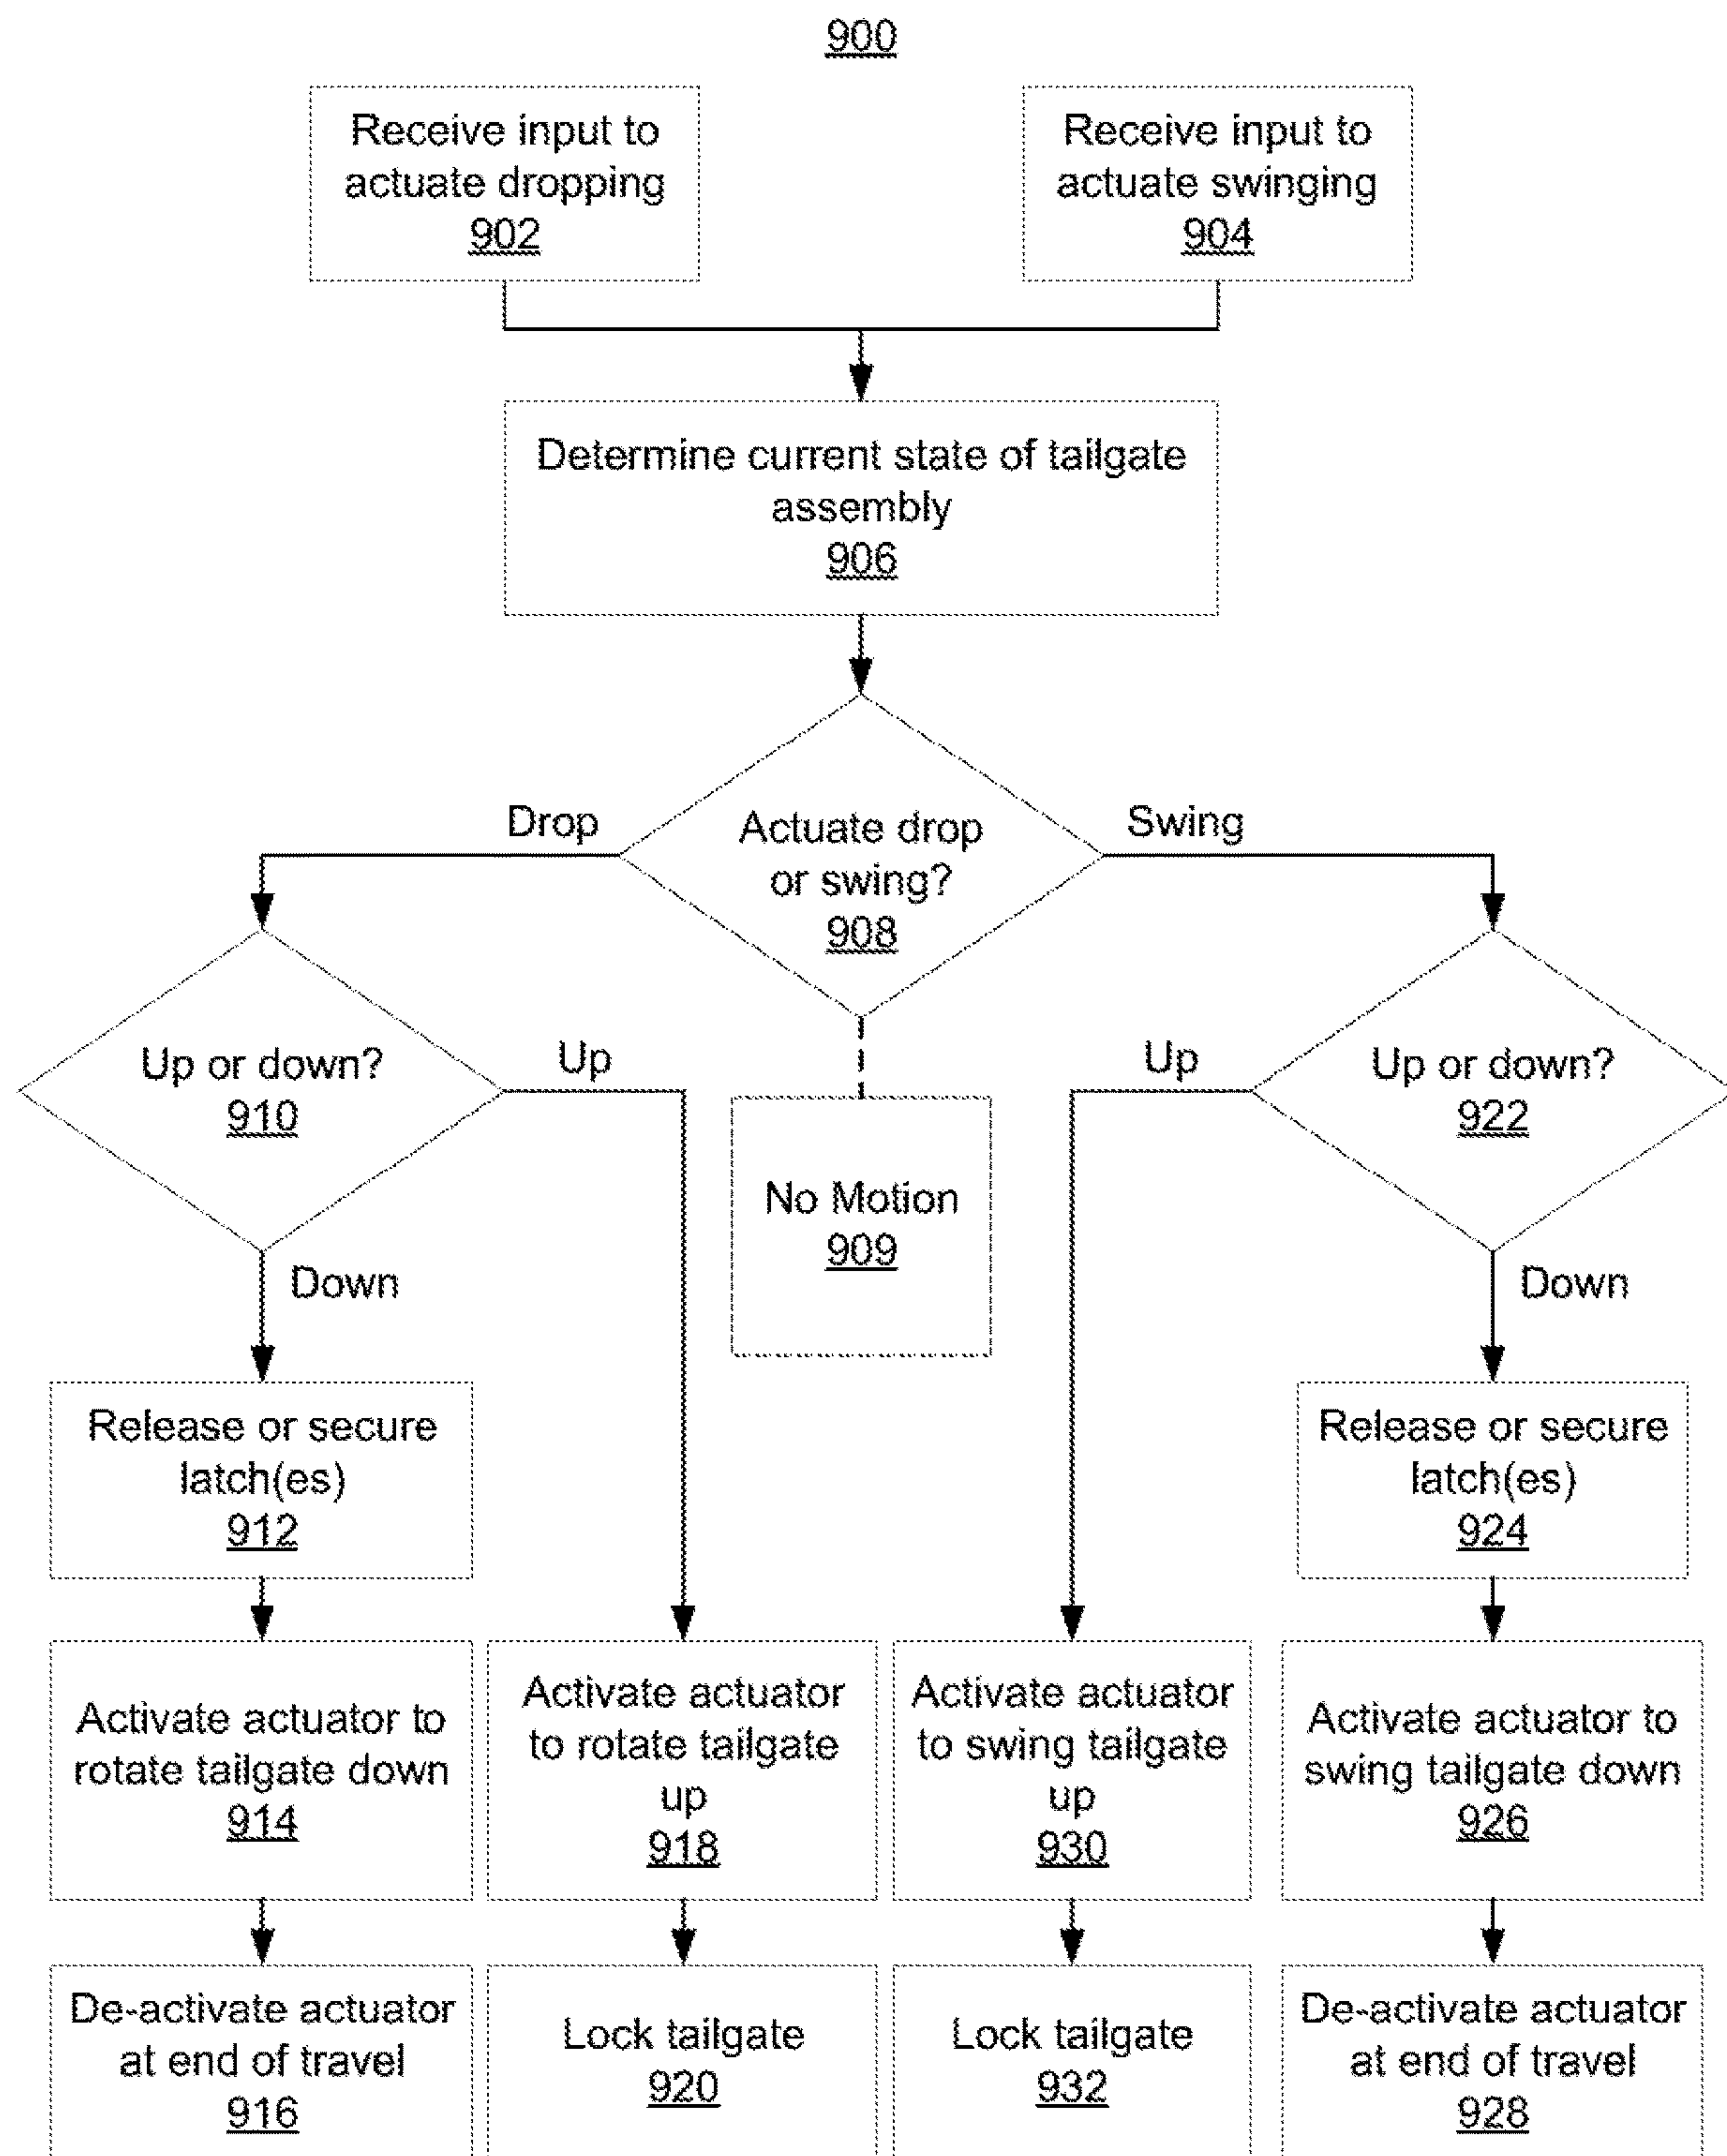 900
Receive input to
actuate dropping
902
Receive input to
actuate swinging
904
Determine current state of tailgate
assembly
906
Drop
Actuate drop
or swing?
908
Swing
Up or down?
910
Up
Down
No Motion
909
Up
Up or down?
922
Down
Release or secure
latch(es)
912
Release or secure
latch(es)
924
Activate actuator to
rotate tailgate down
914
Activate actuator
to rotate tailgate
up
918
Activate actuator
to swing tailgate
up
930
Activate actuator to
swing tailgate down
926
De-activate actuator
at end of travel
916
Lock tailgate
920
Lock tailgate
932
De-activate actuator
at end of travel
928